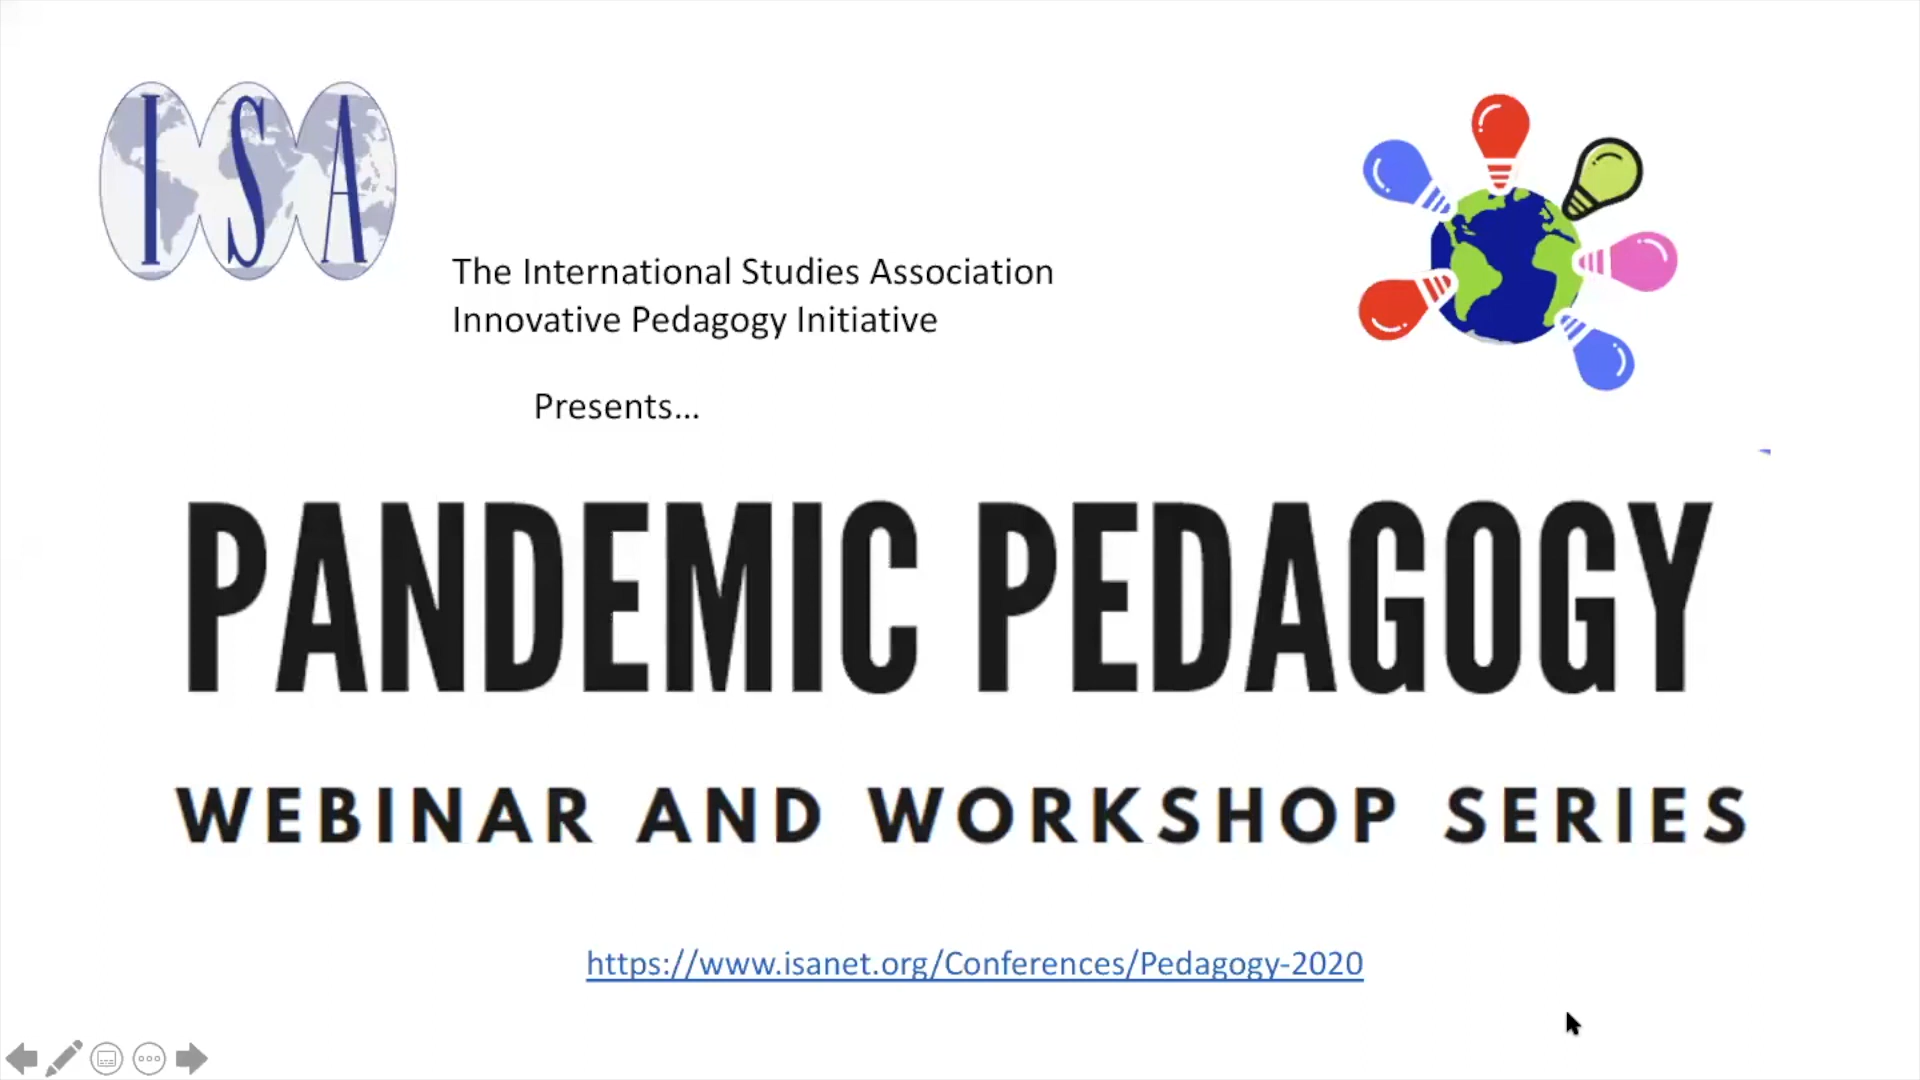 ISA
The International Studies Association
Innovative Pedagogy Initiative
Presents...
PANDEMIC PEDAGOGY
WEBINAR AND WORKSHOP SERIES
https://www.isanet.org/Conferences/Pedagogy-2020